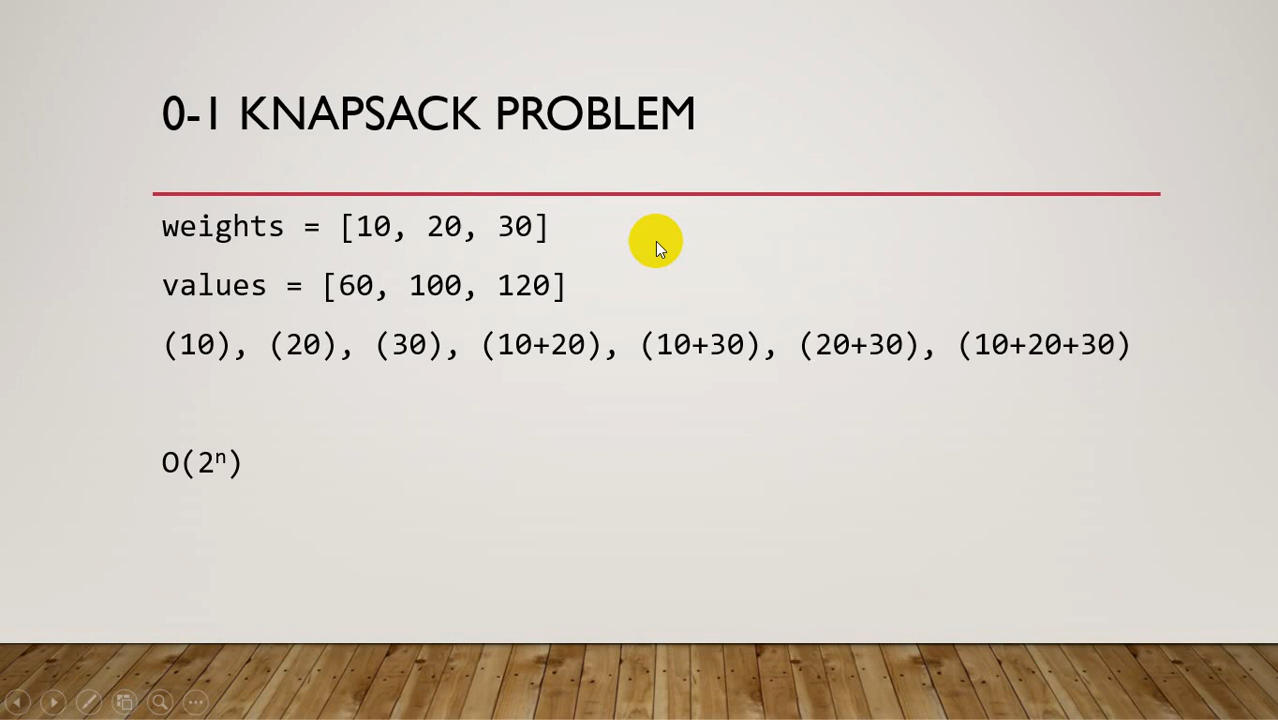 0-1 KNAPSACK PROBLEM
weights = [10, 20, 30]
values = [60, 100, 120]
(10), (20), (30), (10+20), (10+30), (20+30), (10+20+30)
O(2ⁿ)